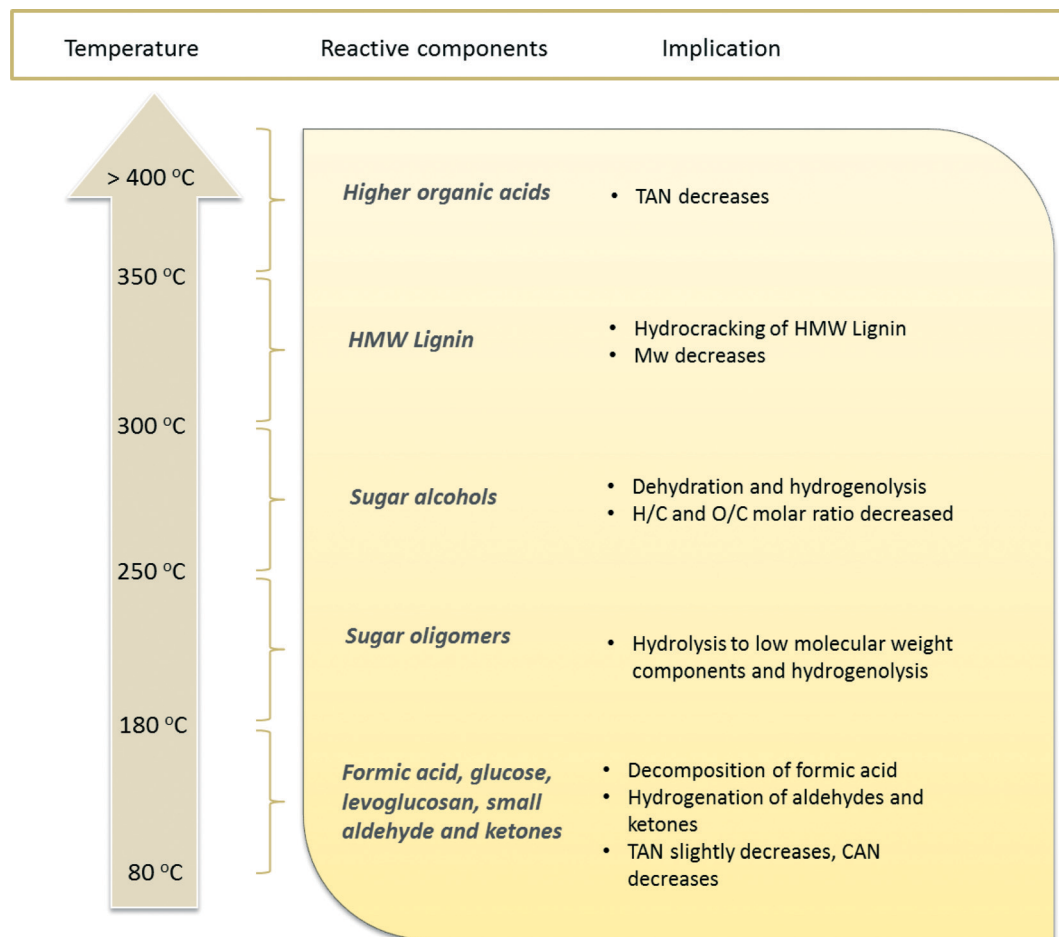 Temperature Reactive components Implication
> 400 °C
Higher organic acids
• TAN decreases
350 °C
HMW Lignin
• Hydrocracking of HMW Lignin
• Mw decreases
300 °C
Sugar alcohols
• Dehydration and hydrogenolysis
• H/C and O/C molar ratio decreased
250 °C
Sugar oligomers
• Hydrolysis to low molecular weight
components and hydrogenolysis
180 °C
Formic acid, glucose,
levoglucosan, small
aldehyde and ketones
• Decomposition of formic acid
• Hydrogenation of aldehydes and
ketones
• TAN slightly decreases, CAN
decreases
80 °C